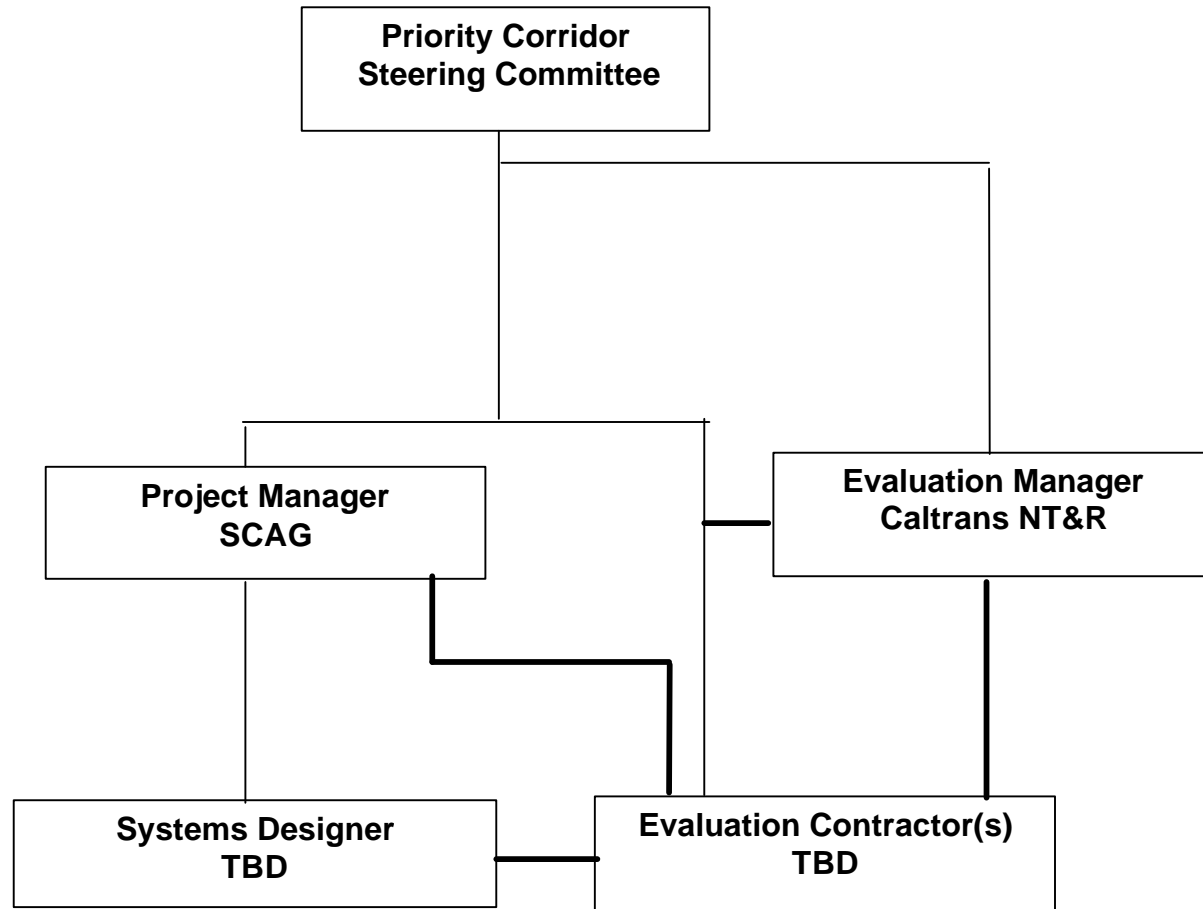 Priority Corridor
Steering Committee
Project Manager
SCAG
Evaluation Manager
Caltrans NT&R
Systems Designer
TBD
Evaluation Contractor(s)
TBD